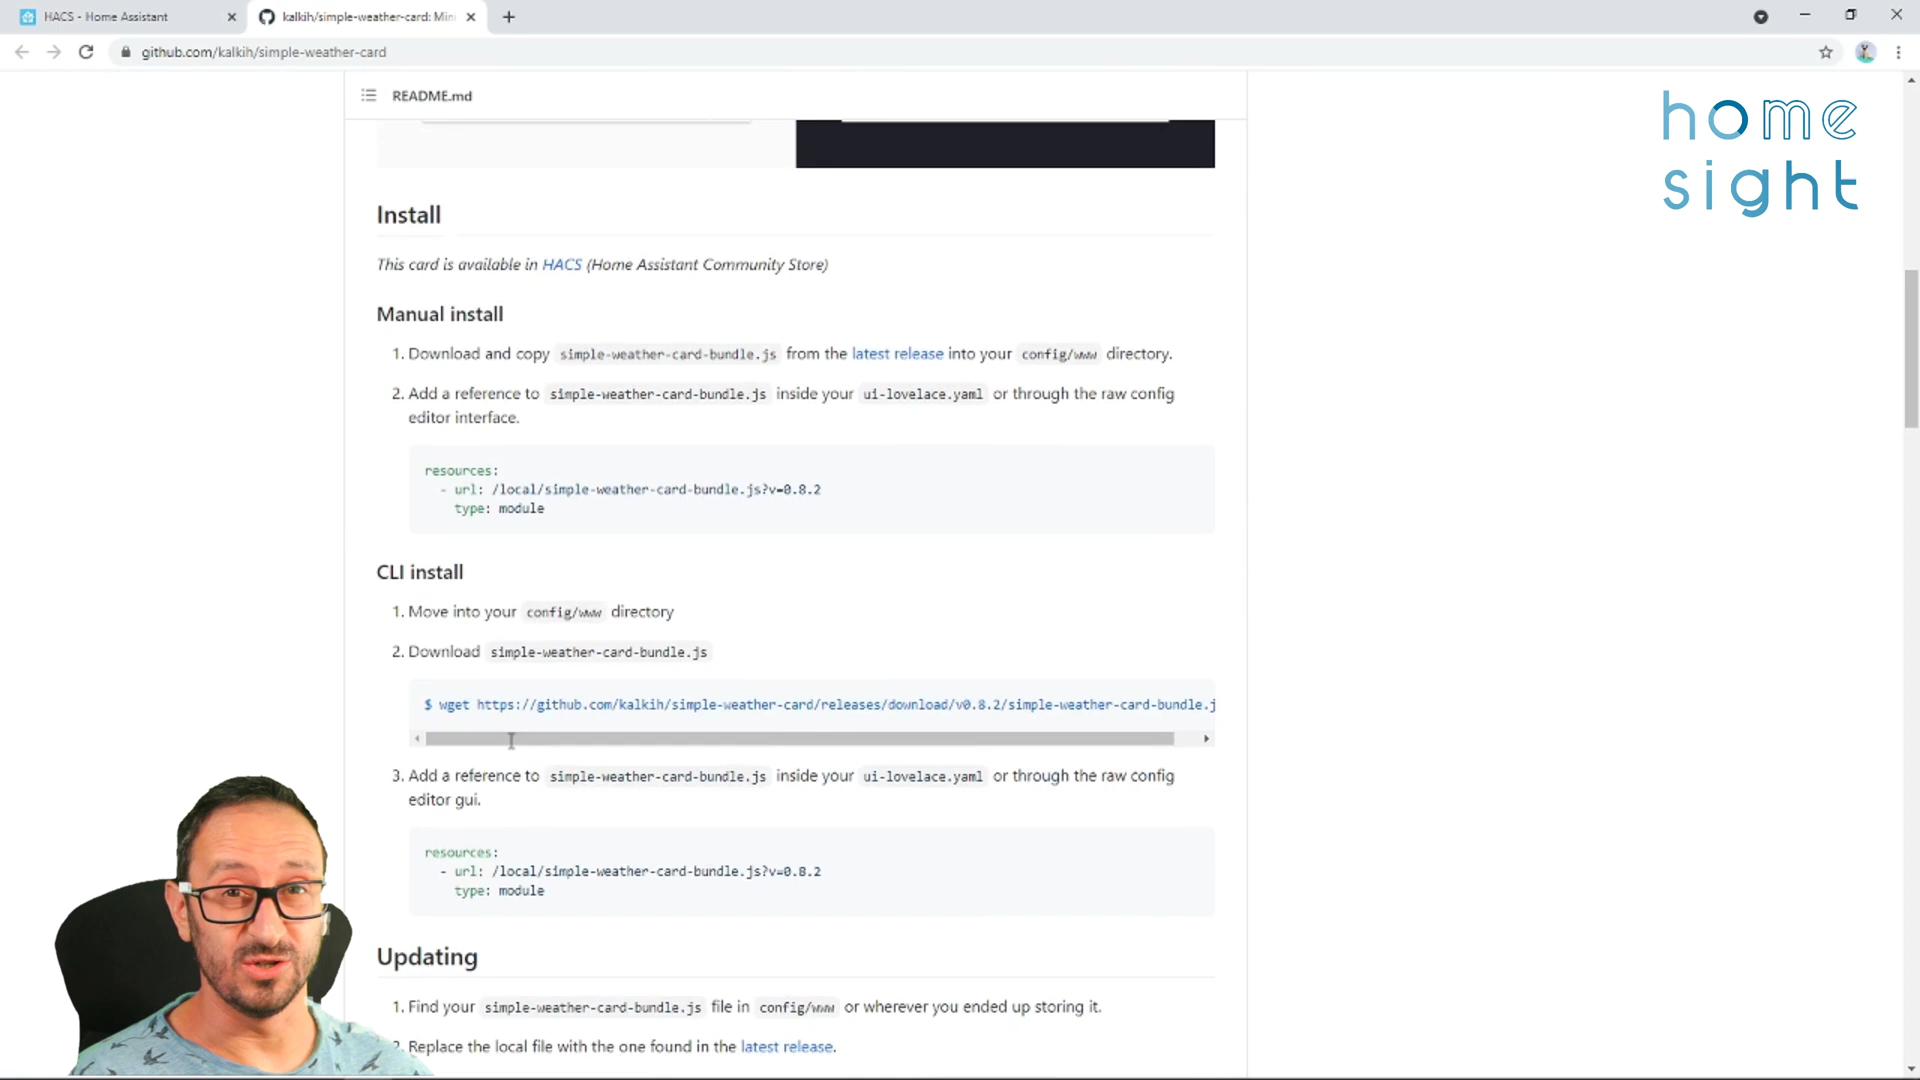 HACS - Home Assistant
kalkih/simple-weather-card: Min
github.com/kalkih/simple-weather-card
home
sight
README.md
Install
This card is available in HACS (Home Assistant Community Store)
Manual install
1. Download and copy simple-weather-card-bundle.js from the latest release into your config/www directory.
2. Add a reference to simple-weather-card-bundle.js inside your ui-lovelace.yaml or through the raw config
editor interface.
resources:
- url: /local/simple-weather-card-bundle.js?v=0.8.2
type: module
CLI install
1. Move into your config/www directory
2. Download simple-weather-card-bundle.js
$ wget https://github.com/kalkih/simple-weather-card/releases/download/v0.8.2/simple-weather-card-bundle.j
3. Add a reference to simple-weather-card-bundle.js inside your ui-lovelace.yaml or through the raw config
editor gui.
resources:
- url: /local/simple-weather-card-bundle.js?v=0.8.2
type: module
Updating
1. Find your simple-weather-card-bundle.js file in config/www or wherever you ended up storing it.
2. Replace the local file with the one found in the latest release.